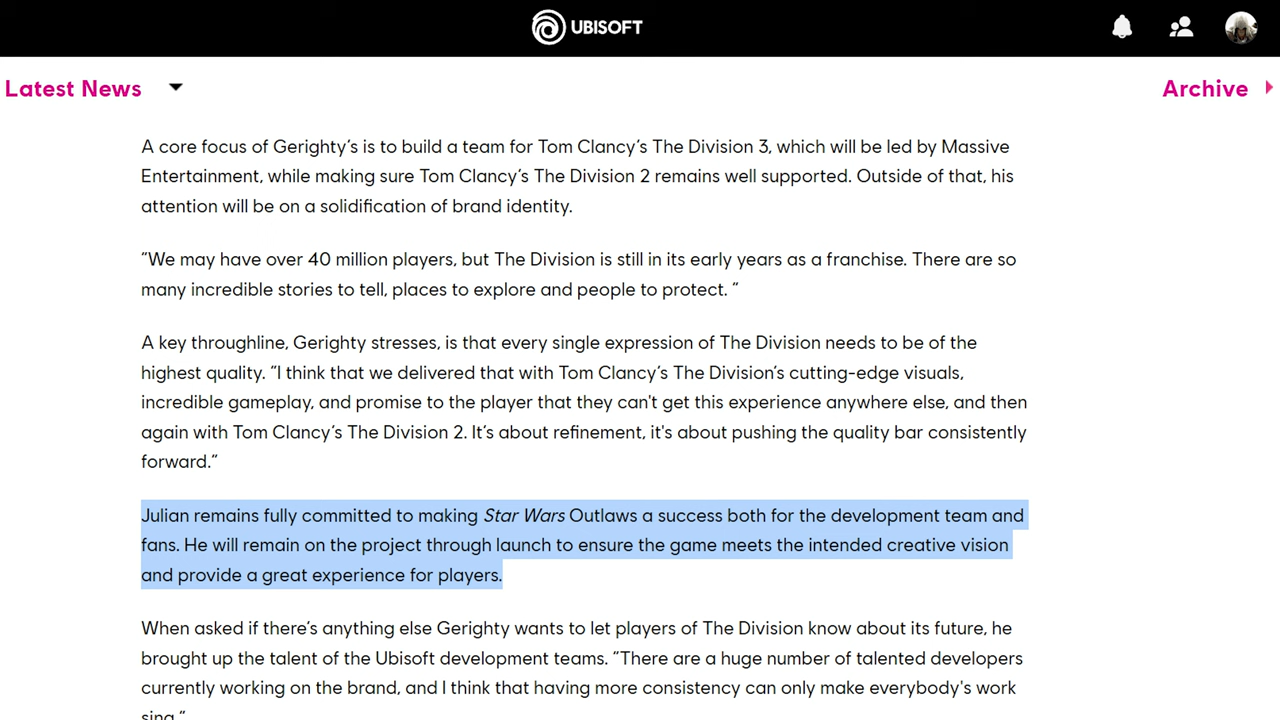 UBISOFT
Latest News
Archive
A core focus of Gerighty’s is to build a team for Tom Clancy’s The Division 3, which will be led by Massive
Entertainment, while making sure Tom Clancy’s The Division 2 remains well supported. Outside of that, his
attention will be on a solidification of brand identity.
“We may have over 40 million players, but The Division is still in its early years as a franchise. There are so
many incredible stories to tell, places to explore and people to protect. ”
A key throughline, Gerighty stresses, is that every single expression of The Division needs to be of the
highest quality. “I think that we delivered that with Tom Clancy’s The Division’s cutting-edge visuals,
incredible gameplay, and promise to the player that they can't get this experience anywhere else, and then
again with Tom Clancy’s The Division 2. It’s about refinement, it's about pushing the quality bar consistently
forward.”
Julian remains fully committed to making Star Wars Outlaws a success both for the development team and
fans. He will remain on the project through launch to ensure the game meets the intended creative vision
and provide a great experience for players.
When asked if there’s anything else Gerighty wants to let players of The Division know about its future, he
brought up the talent of the Ubisoft development teams. “There are a huge number of talented developers
currently working on the brand, and I think that having more consistency can only make everybody's work
sing.”